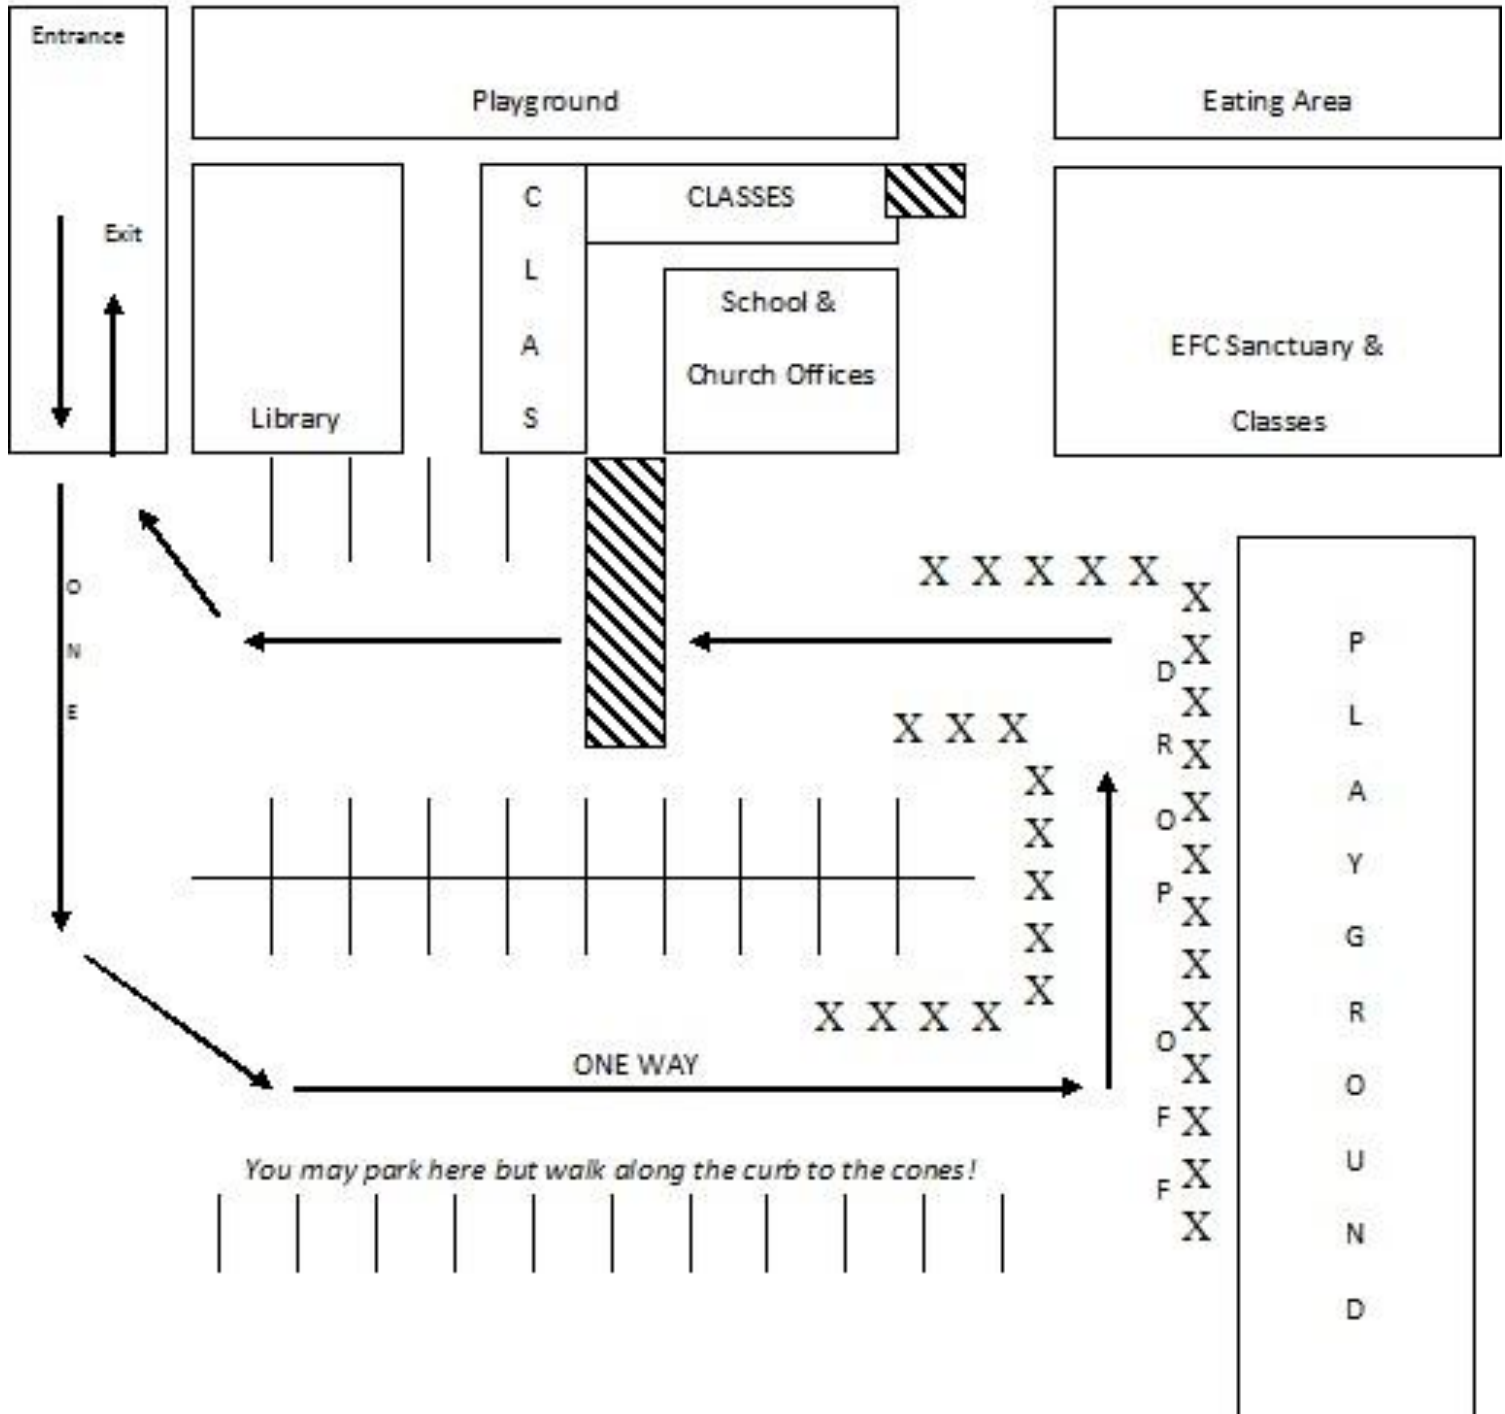 Entrance
Playground
Eating Area
Exit
Library
C
L
A
S
CLASSES
School &
Church Offices
EFC Sanctuary &
Classes
O
N
E
X X X X X
X
X
X
X
X
X
X
X
X
X
X
X
X
D
R
O
P
O
F
F
X X X
X
X
X
X
X
X X X X
ONE WAY
You may park here but walk along the curb to the cones!
P
L
A
Y
G
R
O
U
N
D